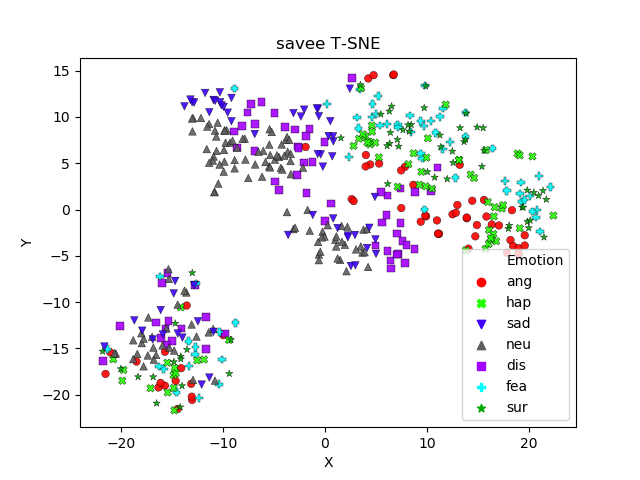 savee T-SNE
Y
15
10
5
0
−5
−10
−15
−20
−20
−10
0
10
20
X
Emotion
ang
hap
sad
neu
dis
fea
sur